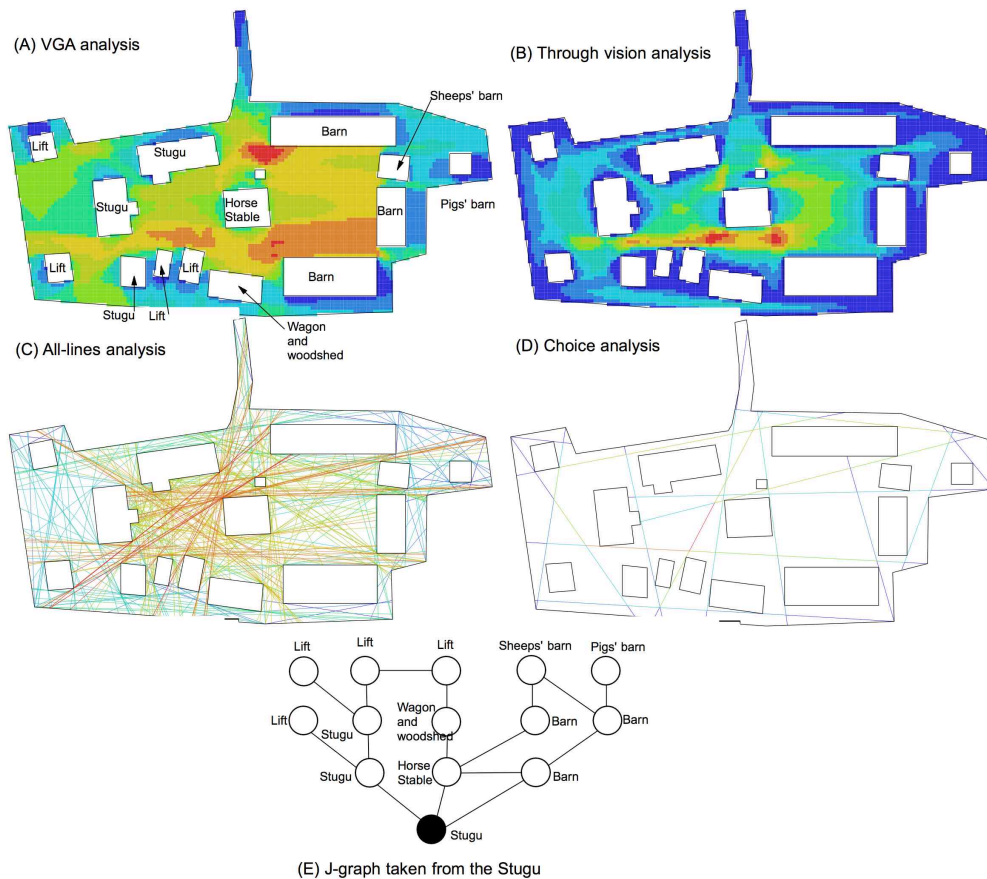 (A) VGA analysis
(B) Through vision analysis
Sheeps' barn
Barn
Lift
Stugu
Stugu
Horse
Stable
Barn
Pigs' barn
Lift
Lift
Barn
Stugu
Lift
Wagon
and
woodshed
(C) All-lines analysis
(D) Choice analysis
Lift
Lift
Lift
Sheeps' barn
Pigs' barn
Lift
Stugu
Wagon
and
woodshed
Barn
Barn
Stugu
Horse
Stable
Barn
Stugu
(E) J-graph taken from the Stugu